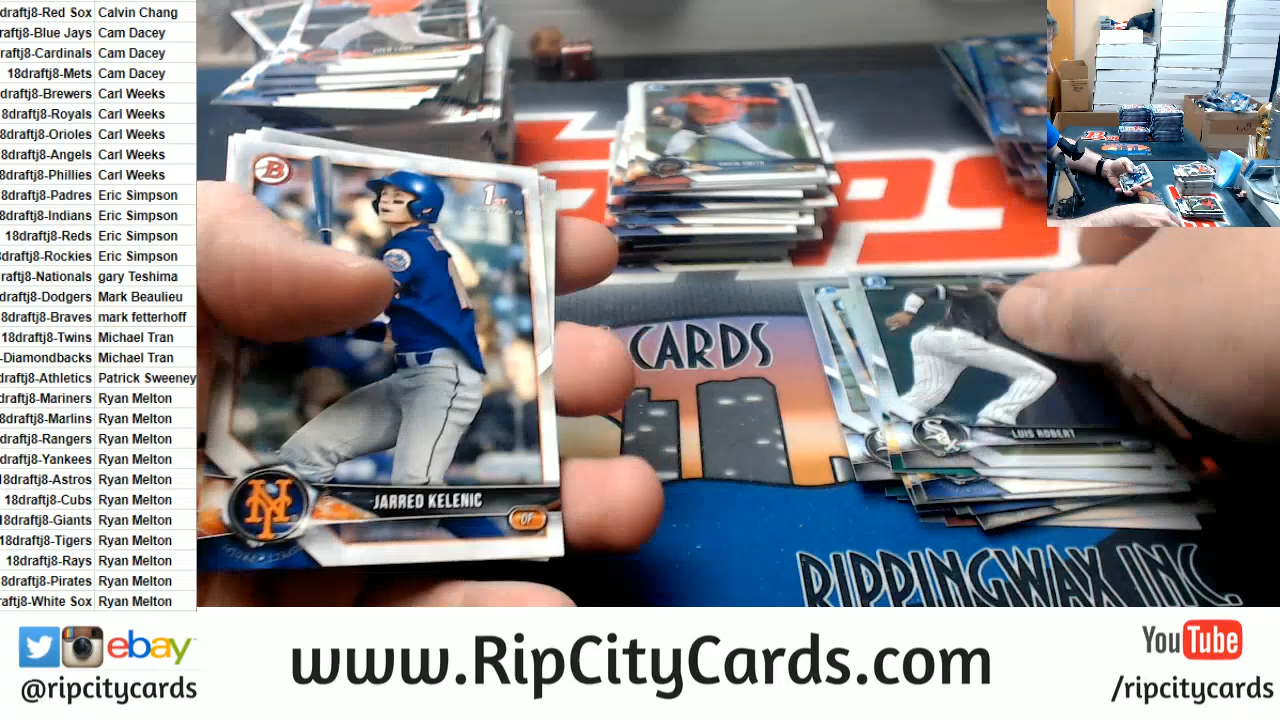 draftj8-Red Sox Calvin Chang
8draftj8-Blue Jays Cam Dacey
draftj8-Cardinals Cam Dacey
18draftj8-Mets Cam Dacey
draftj8-Brewers Carl Weeks
8draftj8-Royals Carl Weeks
8draftj8-Orioles Carl Weeks
8draftj8-Angels Carl Weeks
8draftj8-Phillies Carl Weeks
8draftj8-Padres Eric Simpson
8draftj8-Indians Eric Simpson
18draftj8-Reds Eric Simpson
8draftj8-Rockies Eric Simpson
raftj8-Nationals gary Teshima
draftj8-Dodgers Mark Beaulieu
8draftj8-Braves mark fetterhoff
18draftj8-Twins Michael Tran
-Diamondbacks Michael Tran
draftj8-Athletics Patrick Sweeney
draftj8-Mariners Ryan Melton
8draftj8-Marlins Ryan Melton
draftj8-Rangers Ryan Melton
8draftj8-Yankees Ryan Melton
8draftj8-Astros Ryan Melton
18draftj8-Cubs Ryan Melton
18draftj8-Giants Ryan Melton
8draftj8-Tigers Ryan Melton
18draftj8-Rays Ryan Melton
8draftj8-Pirates Ryan Melton
raftj8-White Sox Ryan Melton
B
1ST
NY
JARRED KELENIC
OF
CARDS
Sox
LUIS ROBERT
RIPPINGWAX INC.
ebay
@ripcitycards
www.RipCityCards.com
YouTube
/ripcitycards